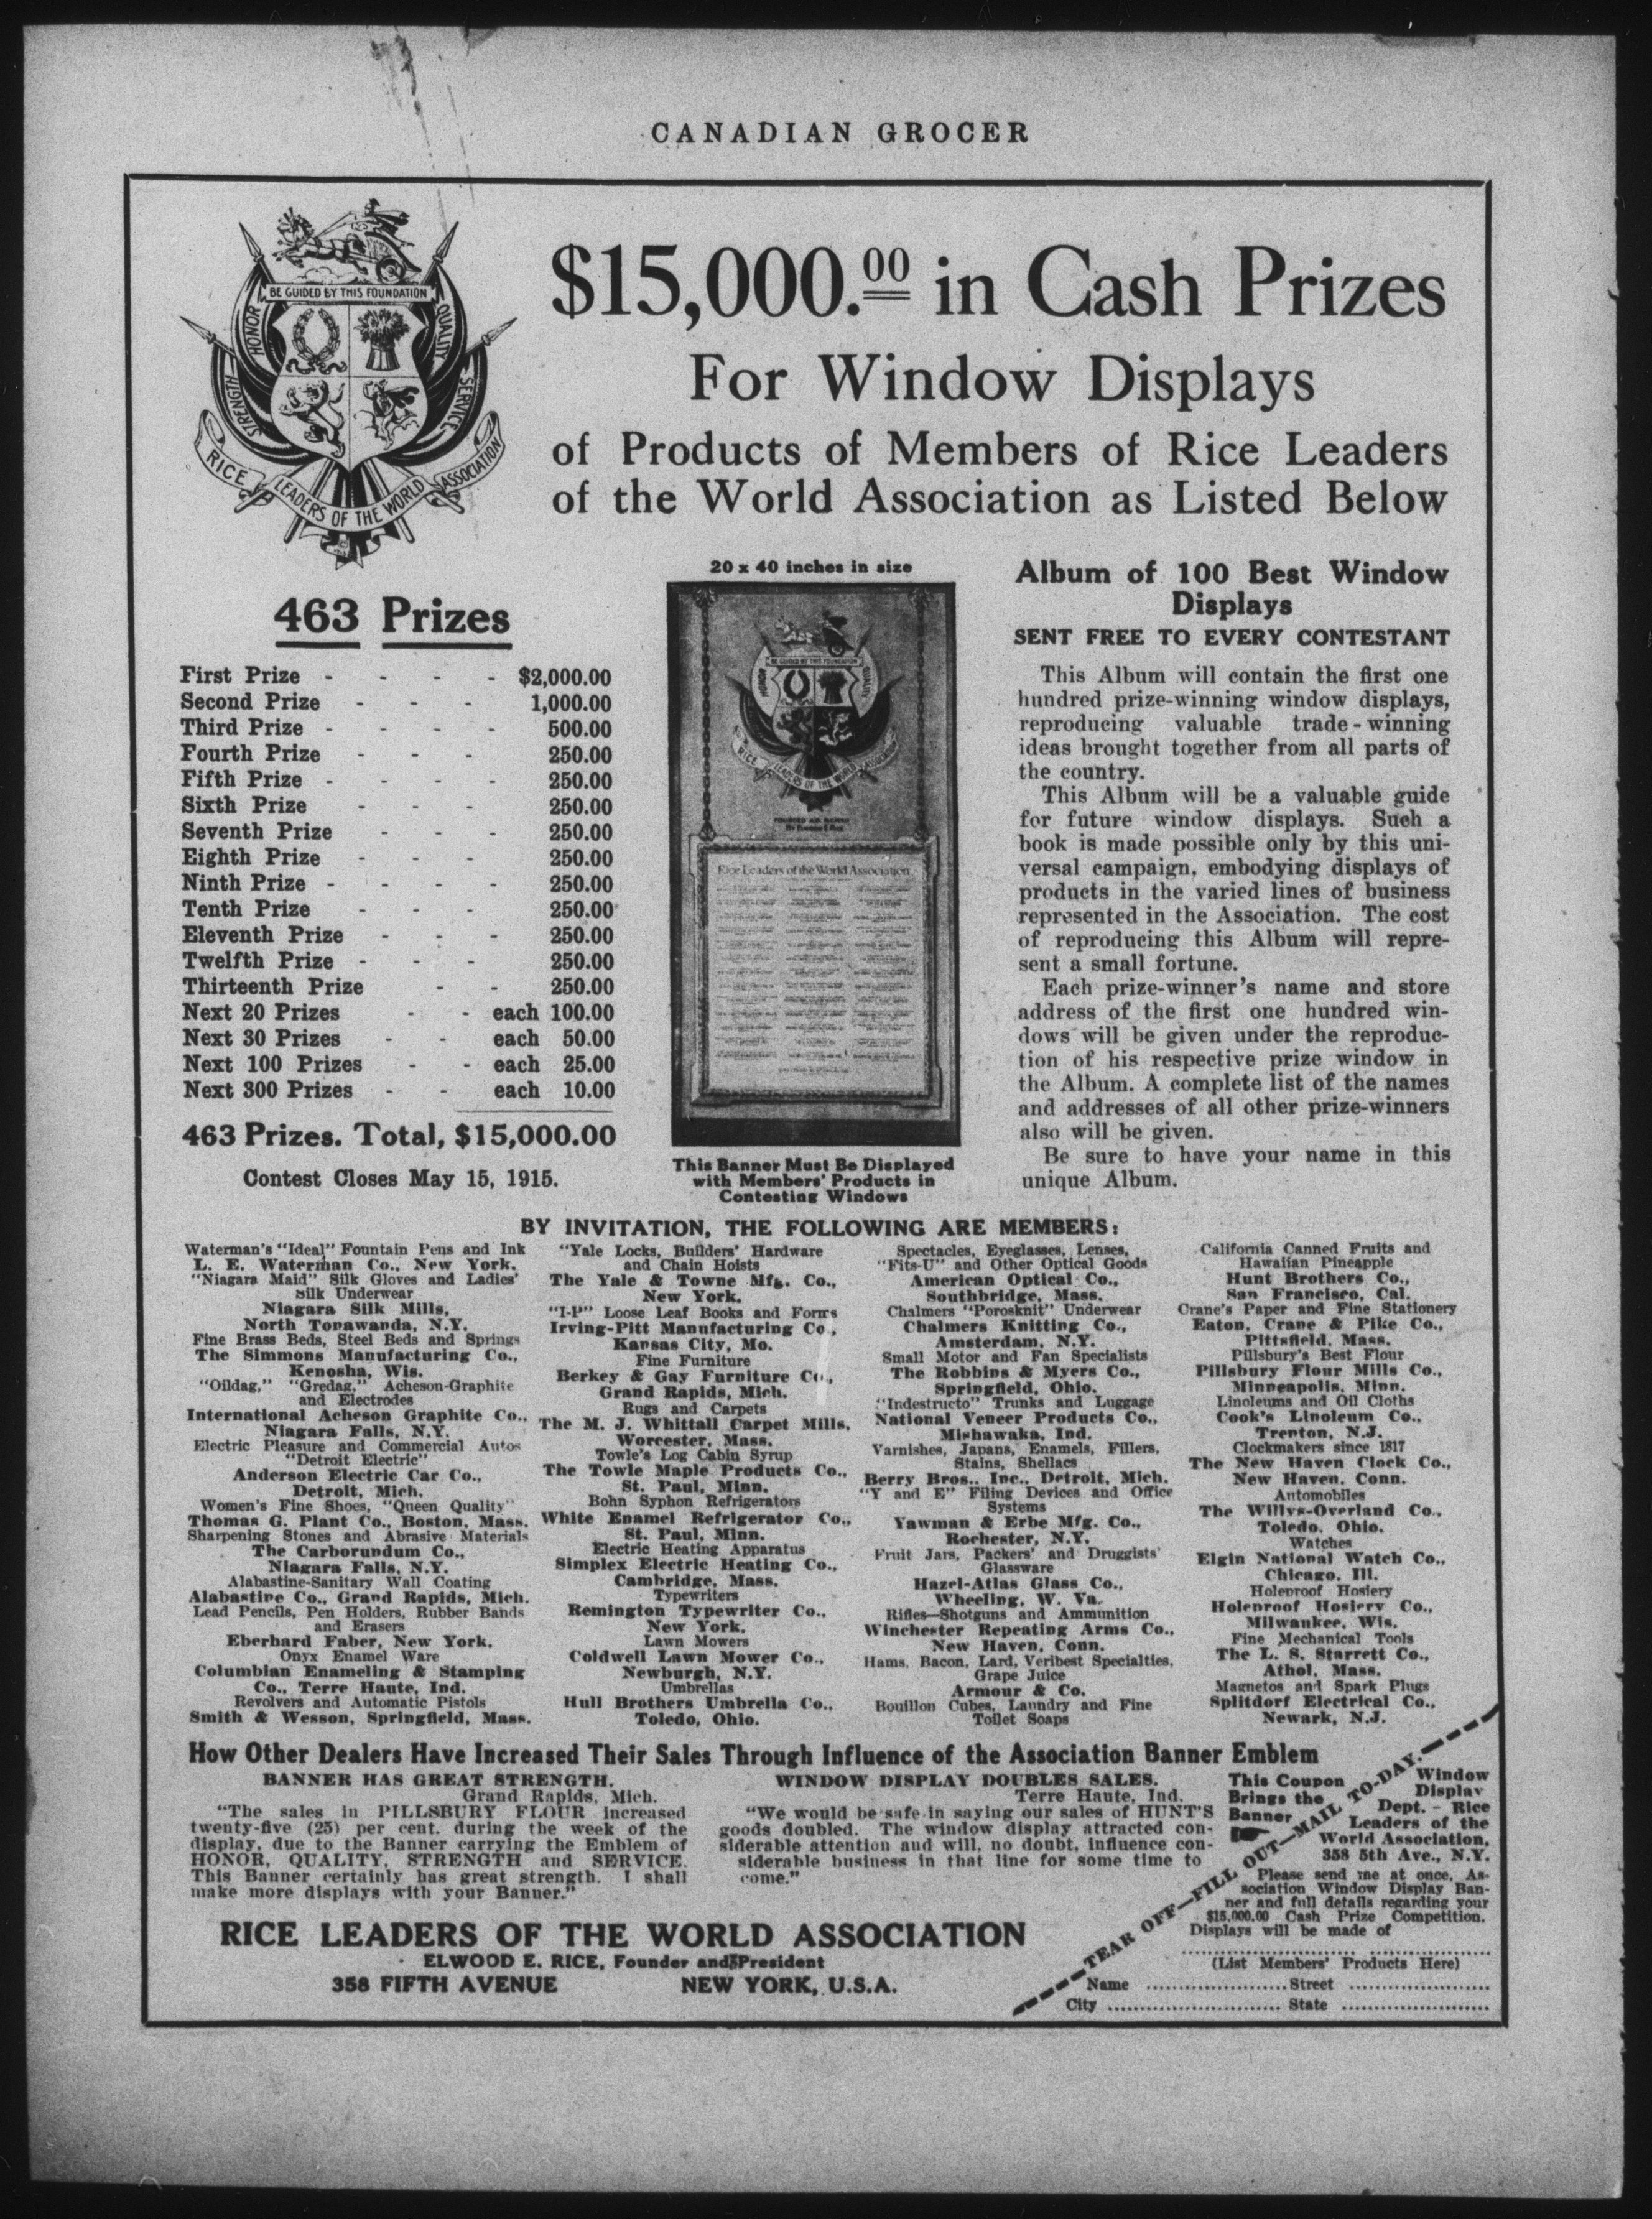 CANADIAN GROCER
BE GUIDED BY THIS FOUNDATION
HONOR
QUALITY
STRENGTH
SERVICE
RICE
LEADERS OF THE WORLD
ASSOCIATION
$15,000.00 in Cash Prizes
For Window Displays
of Products of Members of Rice Leaders
of the World Association as Listed Below
463 Prizes
First Prize - - - - $2,000.00
Second Prize - - - 1,000.00
Third Prize - - - - 500.00
Fourth Prize - - - 250.00
Fifth Prize - - - - 250.00
Sixth Prize - - - 250.00
Seventh Prize - - - 250.00
Eighth Prize - - - 250.00
Ninth Prize - - - - 250.00
Tenth Prize - - - 250.00
Eleventh Prize - - - 250.00
Twelfth Prize - - - 250.00
Thirteenth Prize - - 250.00
Next 20 Prizes - - each 100.00
Next 30 Prizes - - each 50.00
Next 100 Prizes - - each 25.00
Next 300 Prizes - - each 10.00
463 Prizes. Total, $15,000.00
Contest Closes May 15, 1915.
20 x 40 inches in size
BE GUIDED BY THIS FOUNDATION
HONOR
QUALITY
RICE
LEADERS OF THE WORLD
ASSOCIATION
Rice Leaders of the World Association
This Banner Must Be Displayed
with Members' Products in
Contesting Windows
Album of 100 Best Window
Displays
SENT FREE TO EVERY CONTESTANT
This Album will contain the first one
hundred prize-winning window displays,
reproducing valuable trade-winning
ideas brought together from all parts of
the country.
This Album will be a valuable guide
for future window displays. Such a
book is made possible only by this uni-
versal campaign, embodying displays of
products in the varied lines of business
represented in the Association. The cost
of reproducing this Album will repre-
sent a small fortune.
Each prize-winner's name and store
address of the first one hundred win-
dows will be given under the reproduc-
tion of his respective prize window in
the Album. A complete list of the names
and addresses of all other prize-winners
also will be given.
Be sure to have your name in this
unique Album.
BY INVITATION, THE FOLLOWING ARE MEMBERS:
Waterman's "Ideal" Fountain Pens and Ink
L. E. Waterman Co., New York.
"Niagara Maid" Silk Gloves and Ladies'
Silk Underwear
Niagara Silk Mills,
North Tonawanda, N.Y.
Fine Brass Beds, Steel Beds and Springs
The Simmons Manufacturing Co.,
Kenosha, Wis.
"Oildag," "Gredag," Acheson-Graphite
and Electrodes
International Acheson Graphite Co.,
Niagara Falls, N.Y.
Electric Pleasure and Commercial Autos
"Detroit Electric"
Anderson Electric Car Co.,
Detroit, Mich.
Women's Fine Shoes, "Queen Quality"
Thomas G. Plant Co., Boston, Mass.
Sharpening Stones and Abrasive Materials
The Carborundum Co.,
Niagara Falls, N.Y.
Alabastine-Sanitary Wall Coating
Alabastine Co., Grand Rapids, Mich.
Lead Pencils, Pen Holders, Rubber Bands
and Erasers
Eberhard Faber, New York.
Onyx Enamel Ware
Columbian Enameling & Stamping
Co., Terre Haute, Ind.
Revolvers and Automatic Pistols
Smith & Wesson, Springfield, Mass.
"Yale Locks, Builders' Hardware
and Chain Hoists
The Yale & Towne Mfg. Co.,
New York.
"I-P" Loose Leaf Books and Forms
Irving-Pitt Manufacturing Co.,
Kansas City, Mo.
Fine Furniture
Berkey & Gay Furniture Co.,
Grand Rapids, Mich.
Rugs and Carpets
The M. J. Whittall Carpet Mills,
Worcester, Mass.
Towle's Log Cabin Syrup
The Towle Maple Products Co.,
St. Paul, Minn.
Bohn Syphon Refrigerators
White Enamel Refrigerator Co.,
St. Paul, Minn.
Electric Heating Apparatus
Simplex Electric Heating Co.,
Cambridge, Mass.
Typewriters
Remington Typewriter Co.,
New York.
Lawn Mowers
Coldwell Lawn Mower Co.,
Newburgh, N.Y.
Umbrellas
Hull Brothers Umbrella Co.,
Toledo, Ohio.
Spectacles, Eyeglasses, Lenses,
"Fits-U" and Other Optical Goods
American Optical Co.,
Southbridge, Mass.
Chalmers "Porosknit" Underwear
Chalmers Knitting Co.,
Amsterdam, N.Y.
Small Motor and Fan Specialists
The Robbins & Myers Co.,
Springfield, Ohio.
"Indestructo" Trunks and Luggage
National Veneer Products Co.,
Mishawaka, Ind.
Varnishes, Japans, Enamels, Fillers,
Stains, Shellacs
Berry Bros., Inc., Detroit, Mich.
"Y and E" Filing Devices and Office
Systems
Yawman & Erbe Mfg. Co.,
Rochester, N.Y.
Fruit Jars, Packers' and Druggists'
Glassware
Hazel-Atlas Glass Co.,
Wheeling, W. Va.
Rifles—Shotguns and Ammunition
Winchester Repeating Arms Co.,
New Haven, Conn.
Hams, Bacon, Lard, Veribest Specialties,
Grape Juice
Armour & Co.
Bouillon Cubes, Laundry and Fine
Toilet Soaps
California Canned Fruits and
Hawaiian Pineapple
Hunt Brothers Co.,
San Francisco, Cal.
Crane's Paper and Fine Stationery
Eaton, Crane & Pike Co.,
Pittsfield, Mass.
Pillsbury's Best Flour
Pillsbury Flour Mills Co.,
Minneapolis, Minn.
Linoleums and Oil Cloths
Cook's Linoleum Co.,
Trenton, N.J.
Clockmakers since 1817
The New Haven Clock Co.,
New Haven, Conn.
Automobiles
The Willys-Overland Co.,
Toledo, Ohio.
Watches
Elgin National Watch Co.,
Chicago, Ill.
Holeproof Hosiery
Holeproof Hosiery Co.,
Milwaukee, Wis.
Fine Mechanical Tools
The L. S. Starrett Co.,
Athol, Mass.
Magnetos and Spark Plugs
Splitdorf Electrical Co.,
Newark, N.J.
How Other Dealers Have Increased Their Sales Through Influence of the Association Banner Emblem
BANNER HAS GREAT STRENGTH.
Grand Rapids, Mich.
"The sales in PILLSBURY FLOUR increased
twenty-five (25) per cent. during the week of the
display, due to the Banner carrying the Emblem of
HONOR, QUALITY, STRENGTH and SERVICE.
This Banner certainly has great strength. I shall
make more displays with your Banner."
WINDOW DISPLAY DOUBLES SALES.
Terre Haute, Ind.
"We would be safe in saying our sales of HUNT'S
goods doubled. The window display attracted con-
siderable attention and will, no doubt, influence con-
siderable business in that line for some time to
come."
RICE LEADERS OF THE WORLD ASSOCIATION
ELWOOD E. RICE, Founder and President
358 FIFTH AVENUE NEW YORK, U.S.A.
This Coupon
Brings the
Banner
TEAR OFF—FILL OUT—MAIL TO-DAY.
Window
Display
Dept. - Rice
Leaders of the
World Association,
358 5th Ave., N.Y.
Please send me at once, As-
sociation Window Display Ban-
ner and full details regarding your
$15,000.00 Cash Prize Competition.
Displays will be made of
(List Members' Products Here)
Name ........................ Street ........................
City ........................ State ........................